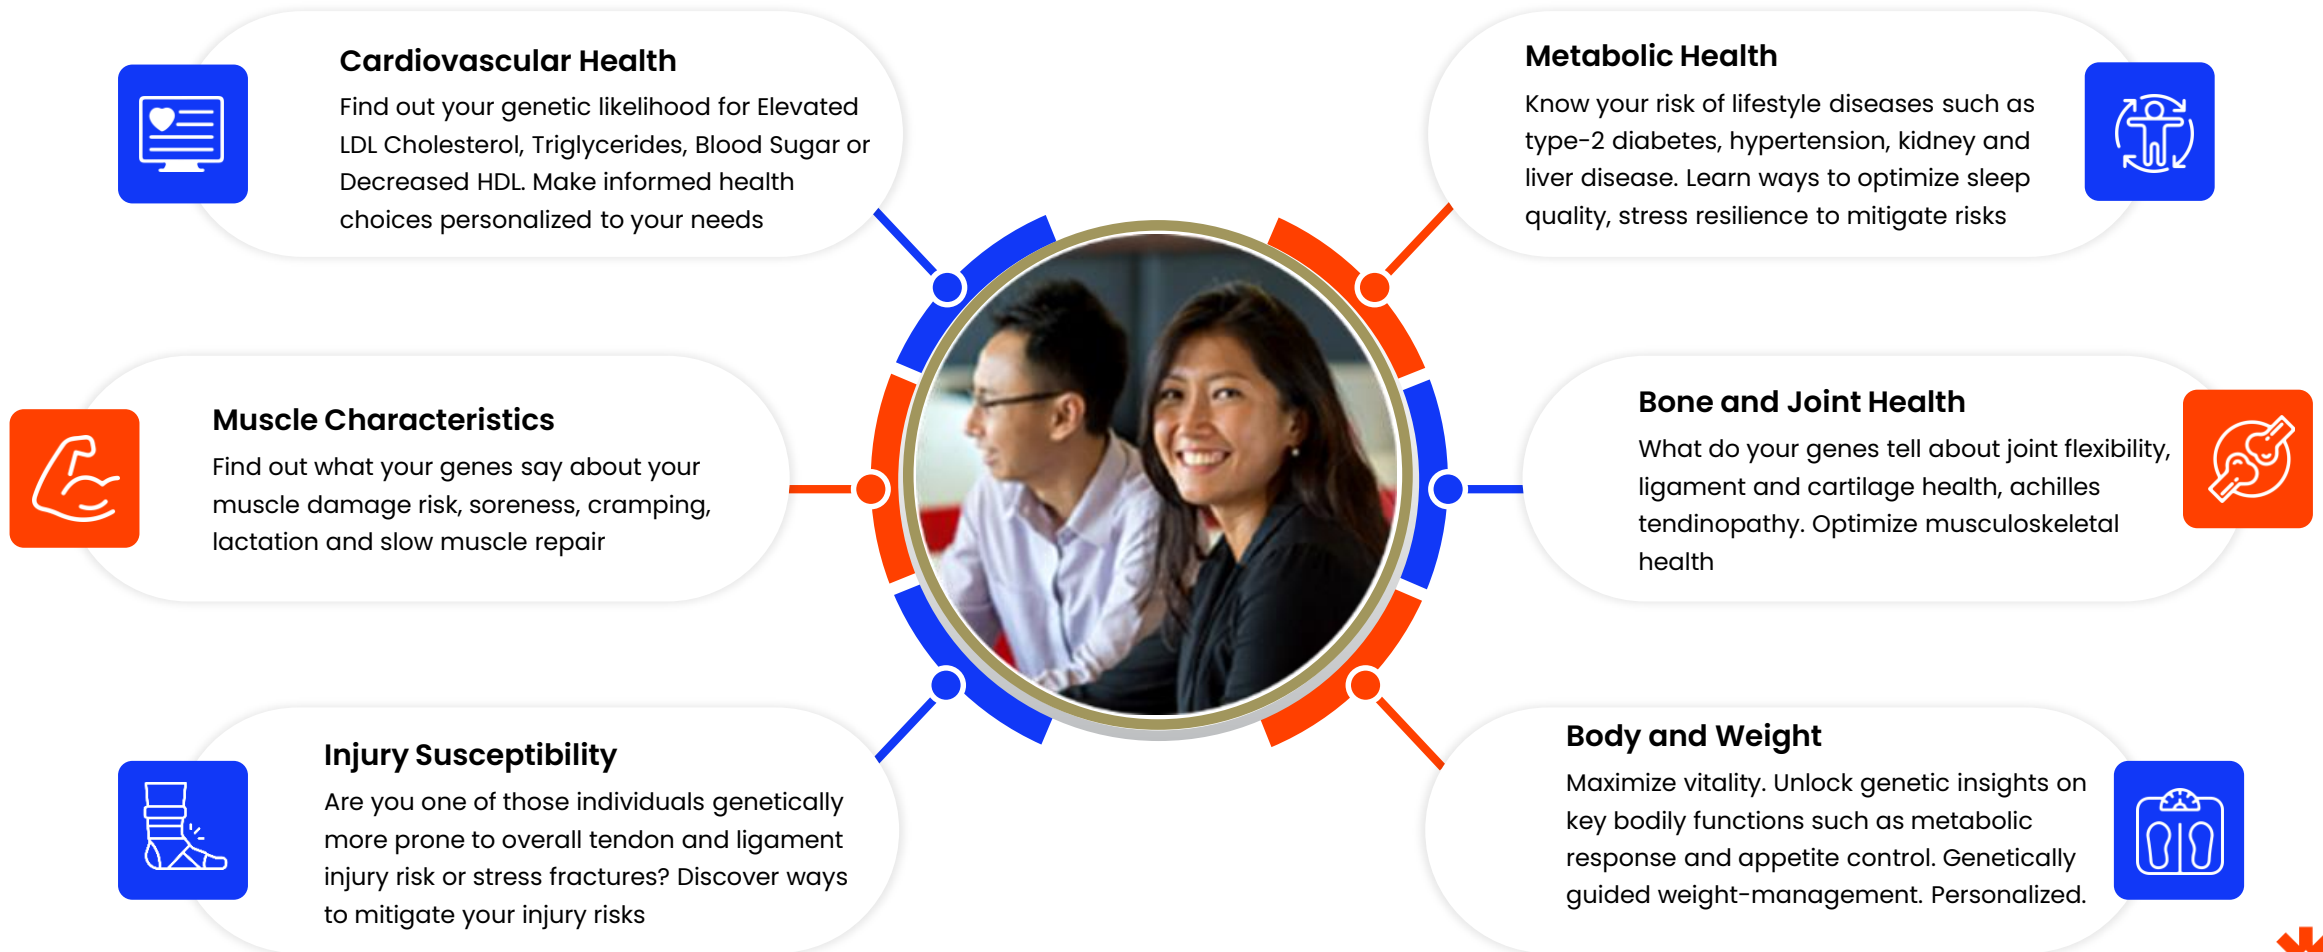 Cardiovascular Health
Find out your genetic likelihood for Elevated
LDL Cholesterol, Triglycerides, Blood Sugar or
Decreased HDL. Make informed health
choices personalized to your needs
Muscle Characteristics
Find out what your genes say about your
muscle damage risk, soreness, cramping,
lactation and slow muscle repair
Injury Susceptibility
Are you one of those individuals genetically
more prone to overall tendon and ligament
injury risk or stress fractures? Discover ways
to mitigate your injury risks
Metabolic Health
Know your risk of lifestyle diseases such as
type-2 diabetes, hypertension, kidney and
liver disease. Learn ways to optimize sleep
quality, stress resilience to mitigate risks
Bone and Joint Health
What do your genes tell about joint flexibility,
ligament and cartilage health, achilles
tendinopathy. Optimize musculoskeletal
health
Body and Weight
Maximize vitality. Unlock genetic insights on
key bodily functions such as metabolic
response and appetite control. Genetically
guided weight-management. Personalized.